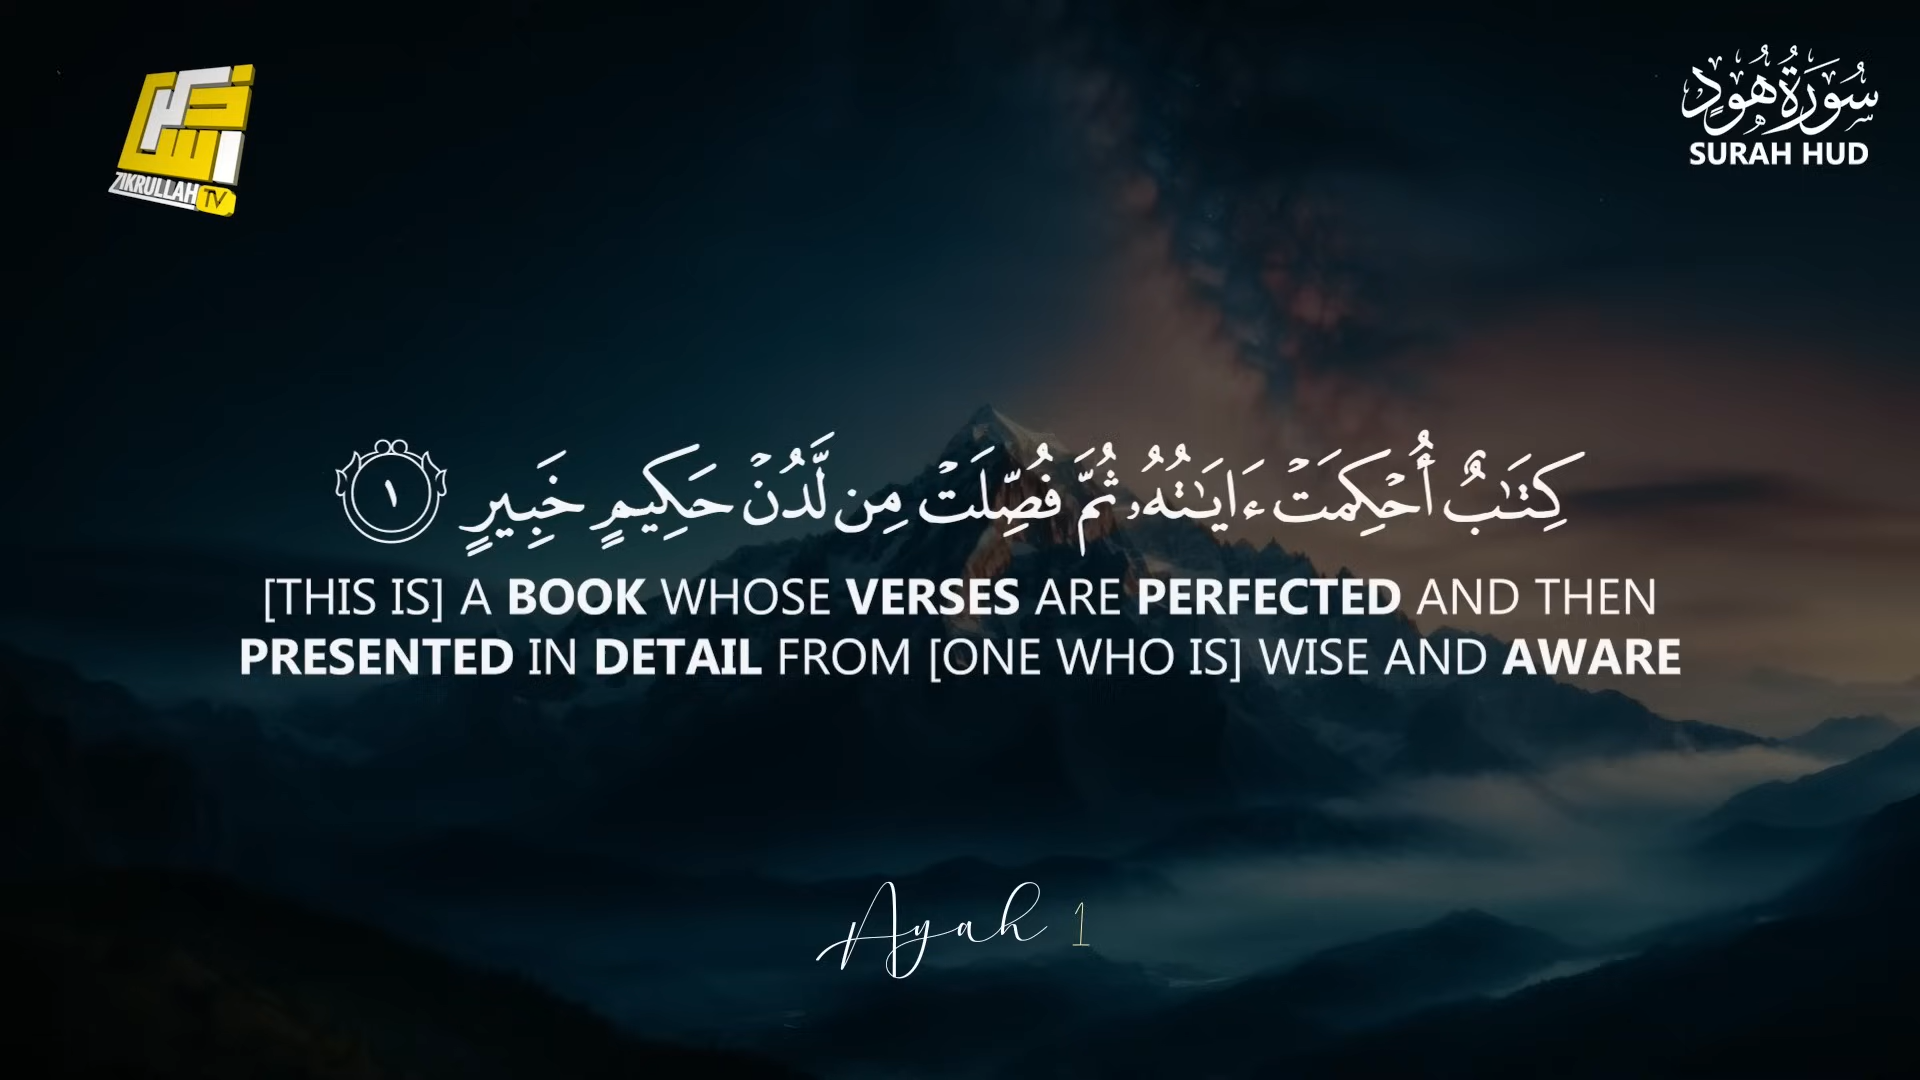 ZIKRULLAH TV
سُورَةُ هُودٍ
SURAH HUD
كِتَـٰبٌ أُحْكِمَتْ ءَايَـٰتُهُۥ ثُمَّ فُصِّلَتْ مِن لَّدُنْ حَكِيمٍ خَبِيرٍ ١
[THIS IS] A BOOK WHOSE VERSES ARE PERFECTED AND THEN
PRESENTED IN DETAIL FROM [ONE WHO IS] WISE AND AWARE
Ayah 1